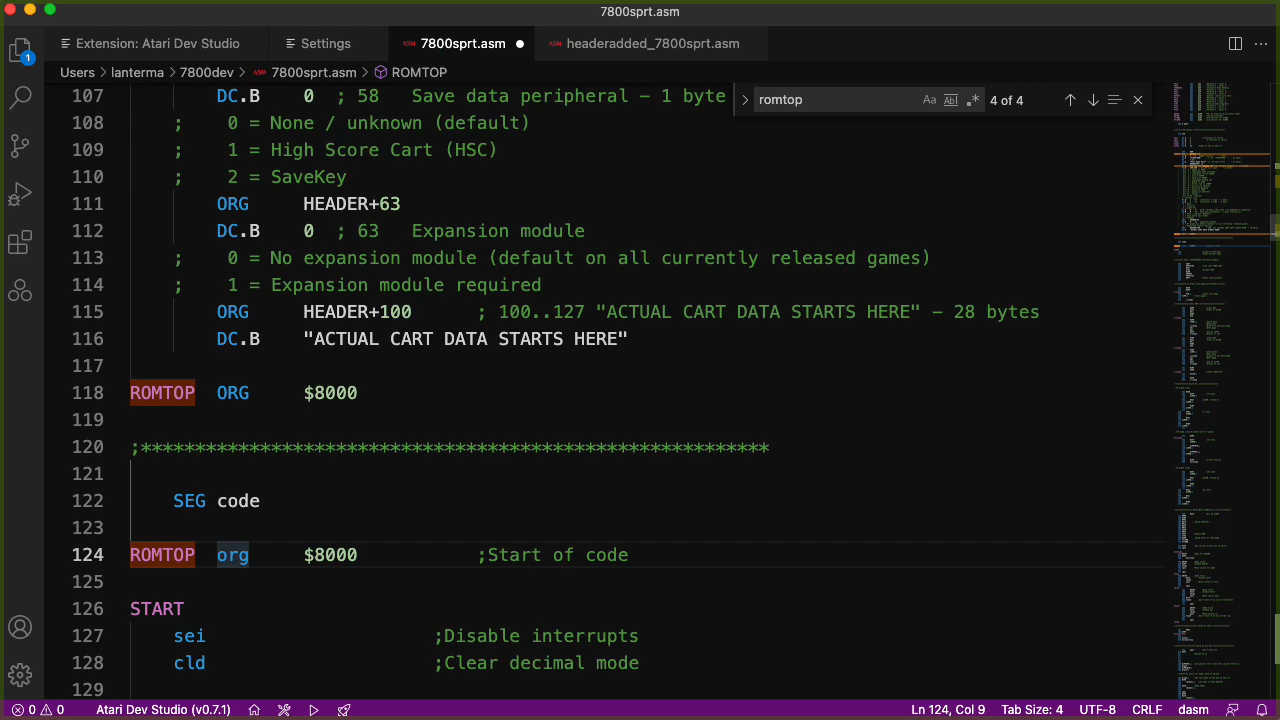 7800sprt.asm
Extension: Atari Dev Studio
Settings
ASM 7800sprt.asm
ASM headeradded_7800sprt.asm
Users > lanterma > 7800dev > ASM 7800sprt.asm > ROMTOP
romtop Aa ab .* 4 of 4
1
107 DC.B 0 ; 58 Save data peripheral - 1 byte
108 ; 0 = None / unknown (default)
109 ; 1 = High Score Cart (HSC)
110 ; 2 = SaveKey
111 ORG HEADER+63
112 DC.B 0 ; 63 Expansion module
113 ; 0 = No expansion module (default on all currently released games)
114 ; 1 = Expansion module required
115 ORG HEADER+100 ; 100..127 "ACTUAL CART DATA STARTS HERE" - 28 bytes
116 DC.B "ACTUAL CART DATA STARTS HERE"
117
118 ROMTOP ORG $8000
119
120 ;**********************************************************
121
122 SEG code
123
124 ROMTOP org $8000 ;Start of code
125
126 START
127 sei ;Disable interrupts
128 cld ;Clear decimal mode
129
0 0 Atari Dev Studio (v0.7.1) Ln 124, Col 9 Tab Size: 4 UTF-8 CRLF dasm